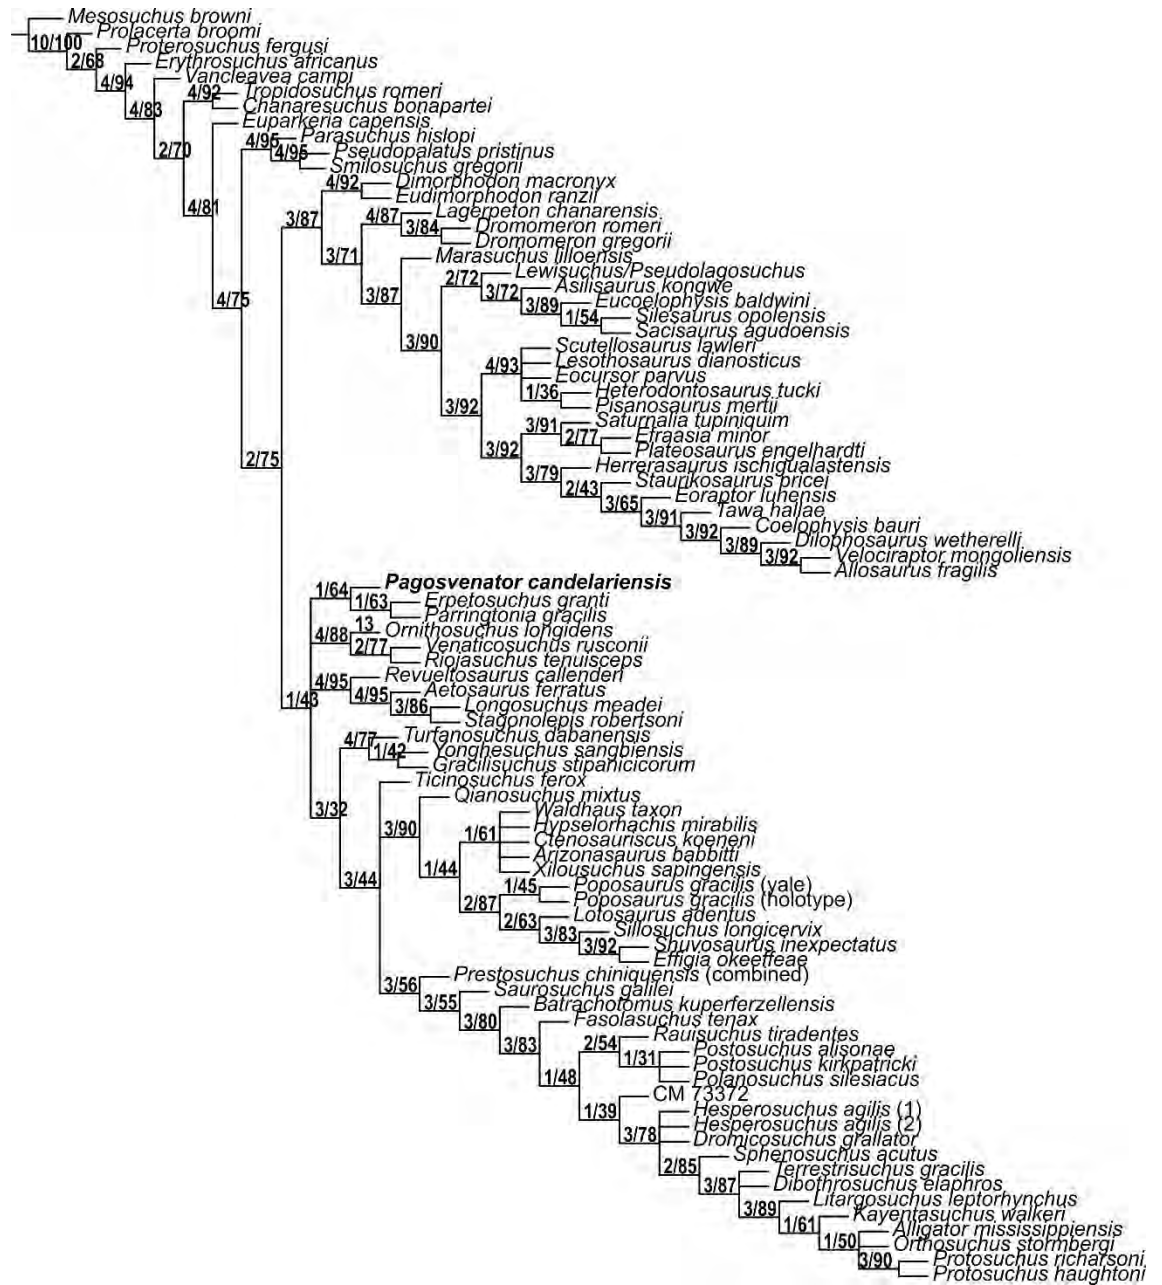 Mesosuchus browni
10/100 Prolacerta broomi
2/68 Proterosuchus fergusi
4/94 Erythrosuchus africanus
4/83 Vancleavea campi
4/92 Tropidosuchus romeri
Chanaresuchus bonapartei
2/70 Euparkeria capensis
4/81 4/95 Parasuchus hislopi
4/95 Pseudopalatus pristinus
Smilosuchus gregorii
4/75 3/87 4/92 Dimorphodon macronyx
Eudimorphodon ranzii
3/71 4/87 Lagerpeton chanarensis
3/84 Dromomeron romeri
Dromomeron gregorii
3/87 Marasuchus lilloensis
3/90 2/72 Lewisuchus/Pseudolagosuchus
3/72 Asilisaurus kongwe
3/89 Eucoelophysis baldwini
1/54 Silesaurus opolensis
Sacisaurus agudoensis
3/92 4/93 Scutellosaurus lawleri
Lesothosaurus dianosticus
Eocursor parvus
1/36 Heterodontosaurus tucki
Pisanosaurus mertii
3/92 3/91 Saturnalia tupiniquim
2/77 Efraasia minor
Plateosaurus engelhardti
3/79 Herrerasaurus ischigualastensis
2/43 Staurikosaurus pricei
3/65 Eoraptor luhensis
3/91 Tawa hallae
3/92 Coelophysis bauri
3/89 Dilophosaurus wetherelli
3/92 Velociraptor mongoliensis
Allosaurus fragilis
2/75 1/64 Pagosvenator candelariensis
1/63 Erpetosuchus granti
Parringtonia gracilis
4/88 13 Ornithosuchus longidens
2/77 Venaticosuchus rusconii
Riojasuchus tenuisceps
1/43 4/95 Revueltosaurus callenderi
4/95 Aetosaurus ferratus
3/86 Longosuchus meadei
Stagonolepis robertsoni
4/77 Turfanosuchus dabanensis
1/42 Yonghesuchus sangbiensis
Gracilisuchus stipanicicorum
3/32 Ticinosuchus ferox
3/90 Qianosuchus mixtus
1/44 1/61 Waldhaus taxon
Hypselorhachis mirabilis
Ctenosauriscus koeneni
Arizonasaurus babbitti
Xilousuchus sapingensis
3/44 2/87 1/45 Poposaurus gracilis (yale)
Poposaurus gracilis (holotype)
2/63 Lotosaurus adentus
3/83 Sillosuchus longicervix
3/92 Shuvosaurus inexpectatus
Effigia okeeffeae
3/56 Prestosuchus chiniquensis (combined)
3/55 Saurosuchus galilei
3/80 Batrachotomus kuperferzellensis
3/83 Fasolasuchus tenax
1/48 2/54 Rauisuchus tiradentes
1/31 Postosuchus alisonae
Postosuchus kirkpatricki
Polanosuchus silesiacus
1/39 CM 73372
3/78 Hesperosuchus agilis (1)
Hesperosuchus agilis (2)
Dromicosuchus grallator
2/85 Sphenosuchus acutus
3/87 Terrestrisuchus gracilis
Dibothrosuchus elaphros
3/89 Litargosuchus leptorhynchus
1/61 Kayentasuchus walkeri
1/50 Alligator mississippiensis
Orthosuchus stormbergi
3/90 Protosuchus richarsoni
Protosuchus haughtoni